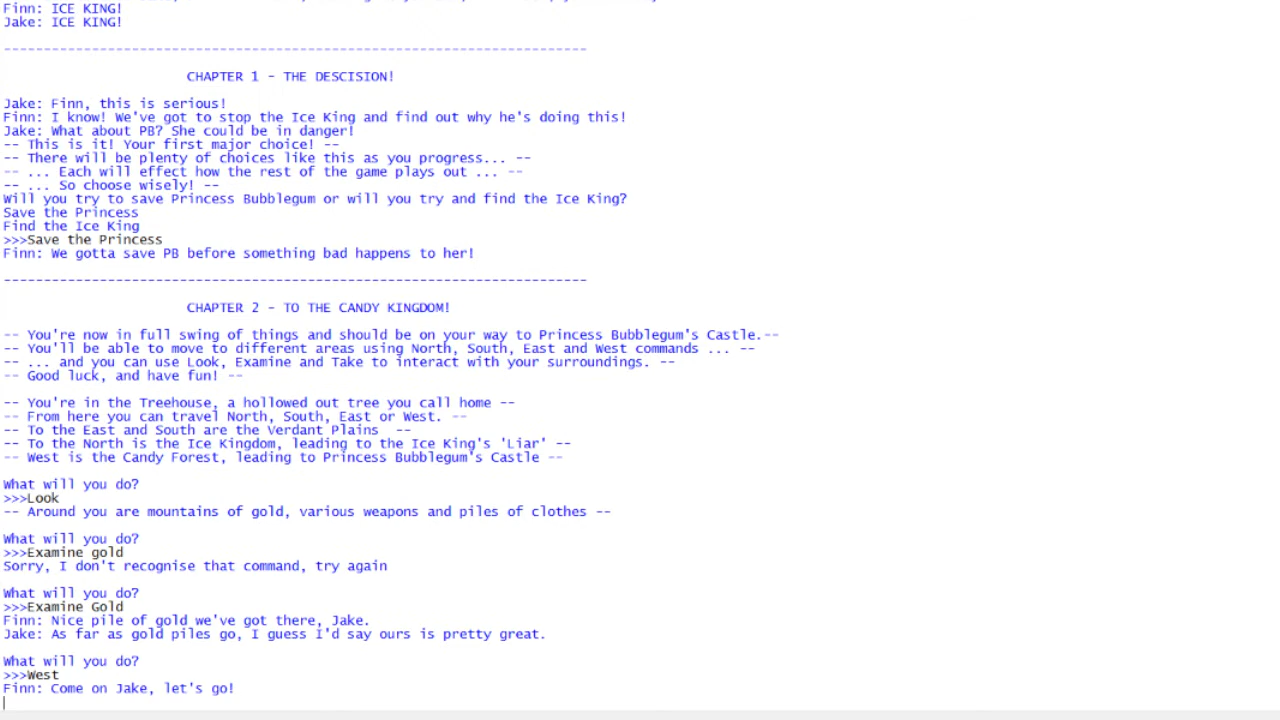 Finn: ICE KING!
Jake: ICE KING!
-------------------------------------------------------------------------
CHAPTER 1 - THE DESCISION!
Jake: Finn, this is serious!
Finn: I know! We've got to stop the Ice King and find out why he's doing this!
Jake: What about PB? She could be in danger!
-- This is it! Your first major choice! --
-- There will be plenty of choices like this as you progress... --
-- ... Each will effect how the rest of the game plays out ... --
-- ... So choose wisely! --
Will you try to save Princess Bubblegum or will you try and find the Ice King?
Save the Princess
Find the Ice King
>>>Save the Princess
Finn: We gotta save PB before something bad happens to her!
-------------------------------------------------------------------------
CHAPTER 2 - TO THE CANDY KINGDOM!
-- You're now in full swing of things and should be on your way to Princess Bubblegum's Castle.--
-- You'll be able to move to different areas using North, South, East and West commands ... --
-- ... and you can use Look, Examine and Take to interact with your surroundings. --
-- Good luck, and have fun! --
-- You're in the Treehouse, a hollowed out tree you call home --
-- From here you can travel North, South, East or West. --
-- To the East and South are the Verdant Plains  --
-- To the North is the Ice Kingdom, leading to the Ice King's 'Liar' --
-- West is the Candy Forest, leading to Princess Bubblegum's Castle --
What will you do?
>>>Look
-- Around you are mountains of gold, various weapons and piles of clothes --
What will you do?
>>>Examine gold
Sorry, I don't recognise that command, try again
What will you do?
>>>Examine Gold
Finn: Nice pile of gold we've got there, Jake.
Jake: As far as gold piles go, I guess I'd say ours is pretty great.
What will you do?
>>>West
Finn: Come on Jake, let's go!